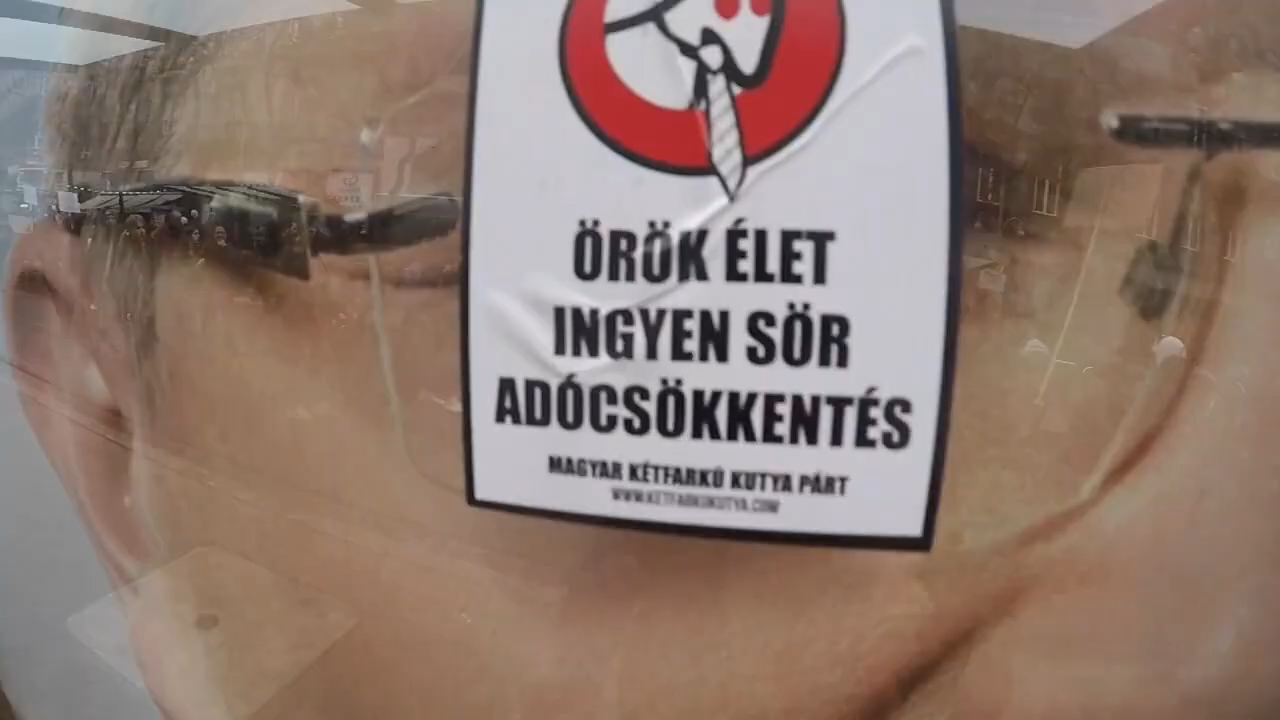 ÖRÖK ÉLET
INGYEN SÖR
ADÓCSÖKKENTÉS
MAGYAR KÉTFARKÚ KUTYA PÁRT
WWW.KETFARKUKUTYA.COM